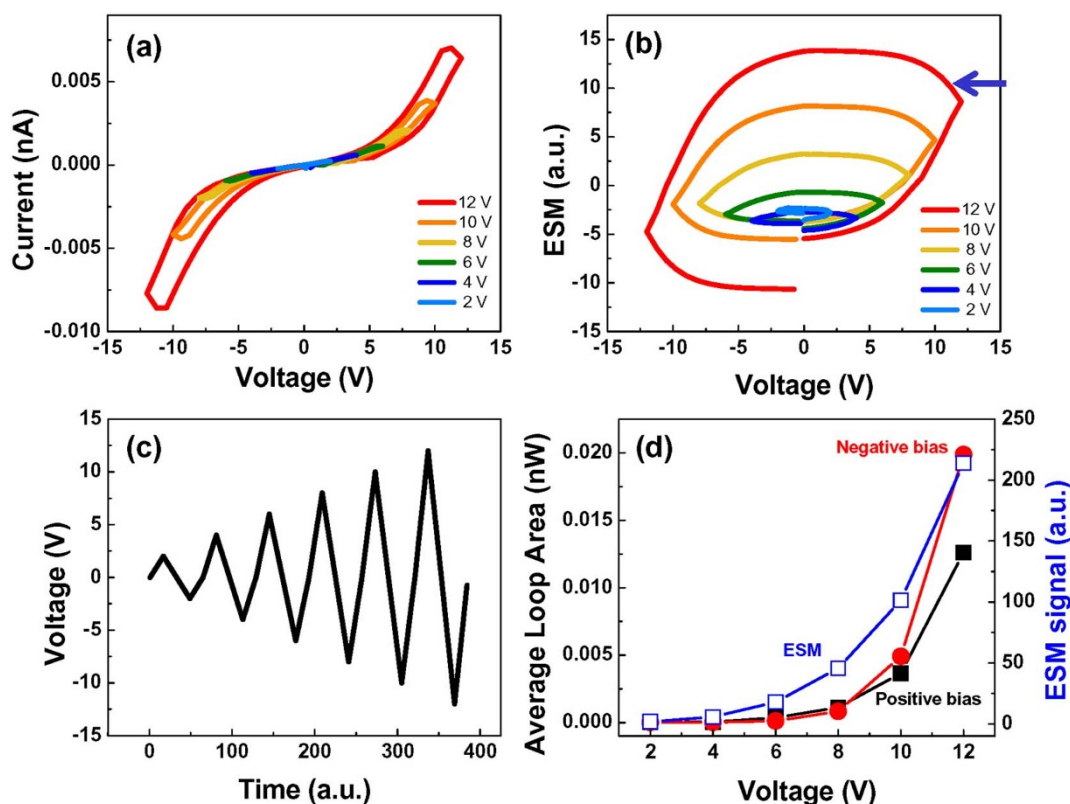 (a)
Current (nA)
0.005
0.000
-0.005
-0.010
12 V
10 V
8 V
6 V
4 V
2 V
-15 -10 -5 0 5 10 15
Voltage (V)
(b)
ESM (a.u.)
15
10
5
0
-5
-10
-15
12 V
10 V
8 V
6 V
4 V
2 V
-15 -10 -5 0 5 10 15
Voltage (V)
(c)
Voltage (V)
15
10
5
0
-5
-10
-15
0 100 200 300 400
Time (a.u.)
(d)
Average Loop Area (nW)
0.020
0.015
0.010
0.005
0.000
Negative bias
ESM
Positive bias
250
200
150
100
50
0
ESM signal (a.u.)
2 4 6 8 10 12
Voltage (V)